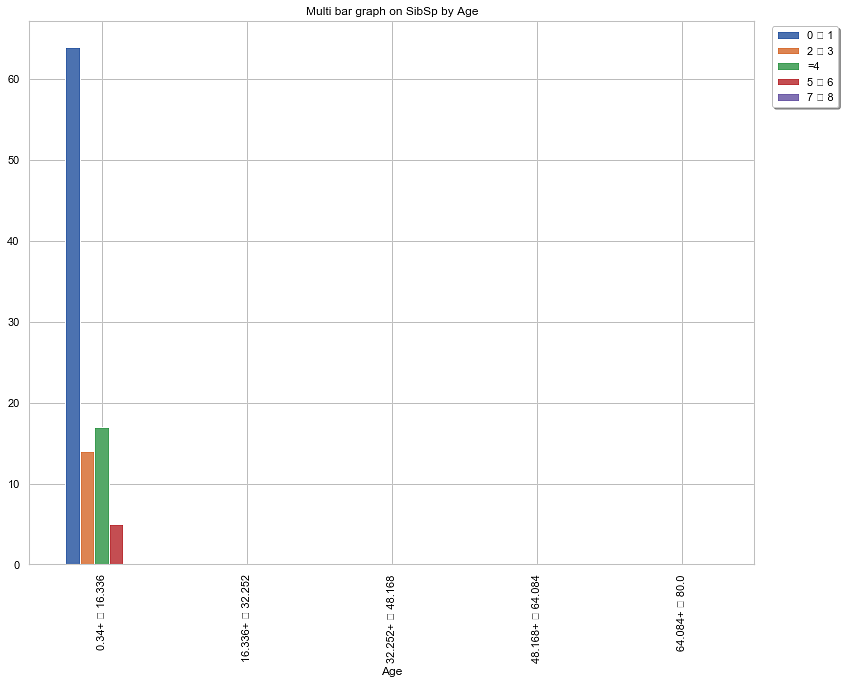 Multi bar graph on SibSp by Age
0 □ 1
2 □ 3
=4
5 □ 6
7 □ 8
60
50
40
30
20
10
0
0.34+ □ 16.336
16.336+ □ 32.252
32.252+ □ 48.168
48.168+ □ 64.084
64.084+ □ 80.0
Age